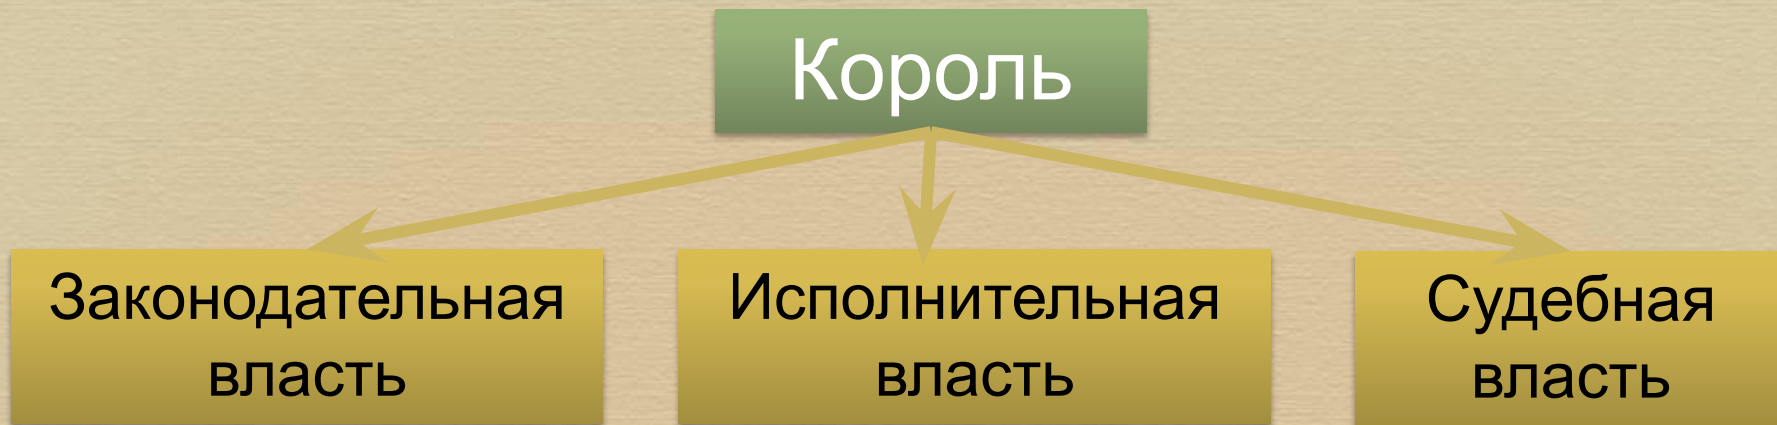 Король
Законодательная
власть
Исполнительная
власть
Судебная
власть